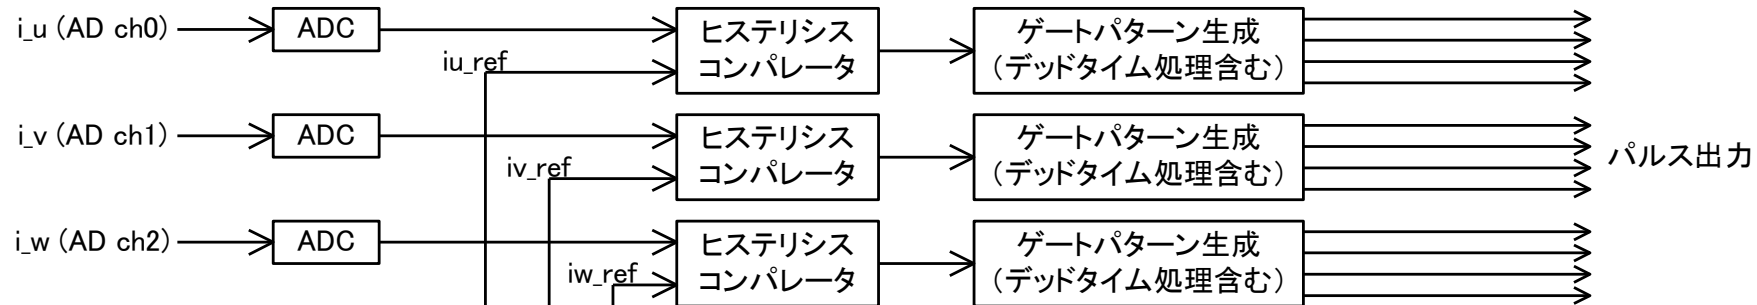 i_u (AD ch0)
ADC
iu_ref
ヒステリシス
コンパレータ
ゲートパターン生成
（デッドタイム処理含む）
i_v (AD ch1)
ADC
iv_ref
ヒステリシス
コンパレータ
ゲートパターン生成
（デッドタイム処理含む）
パルス出力
i_w (AD ch2)
ADC
iw_ref
ヒステリシス
コンパレータ
ゲートパターン生成
（デッドタイム処理含む）